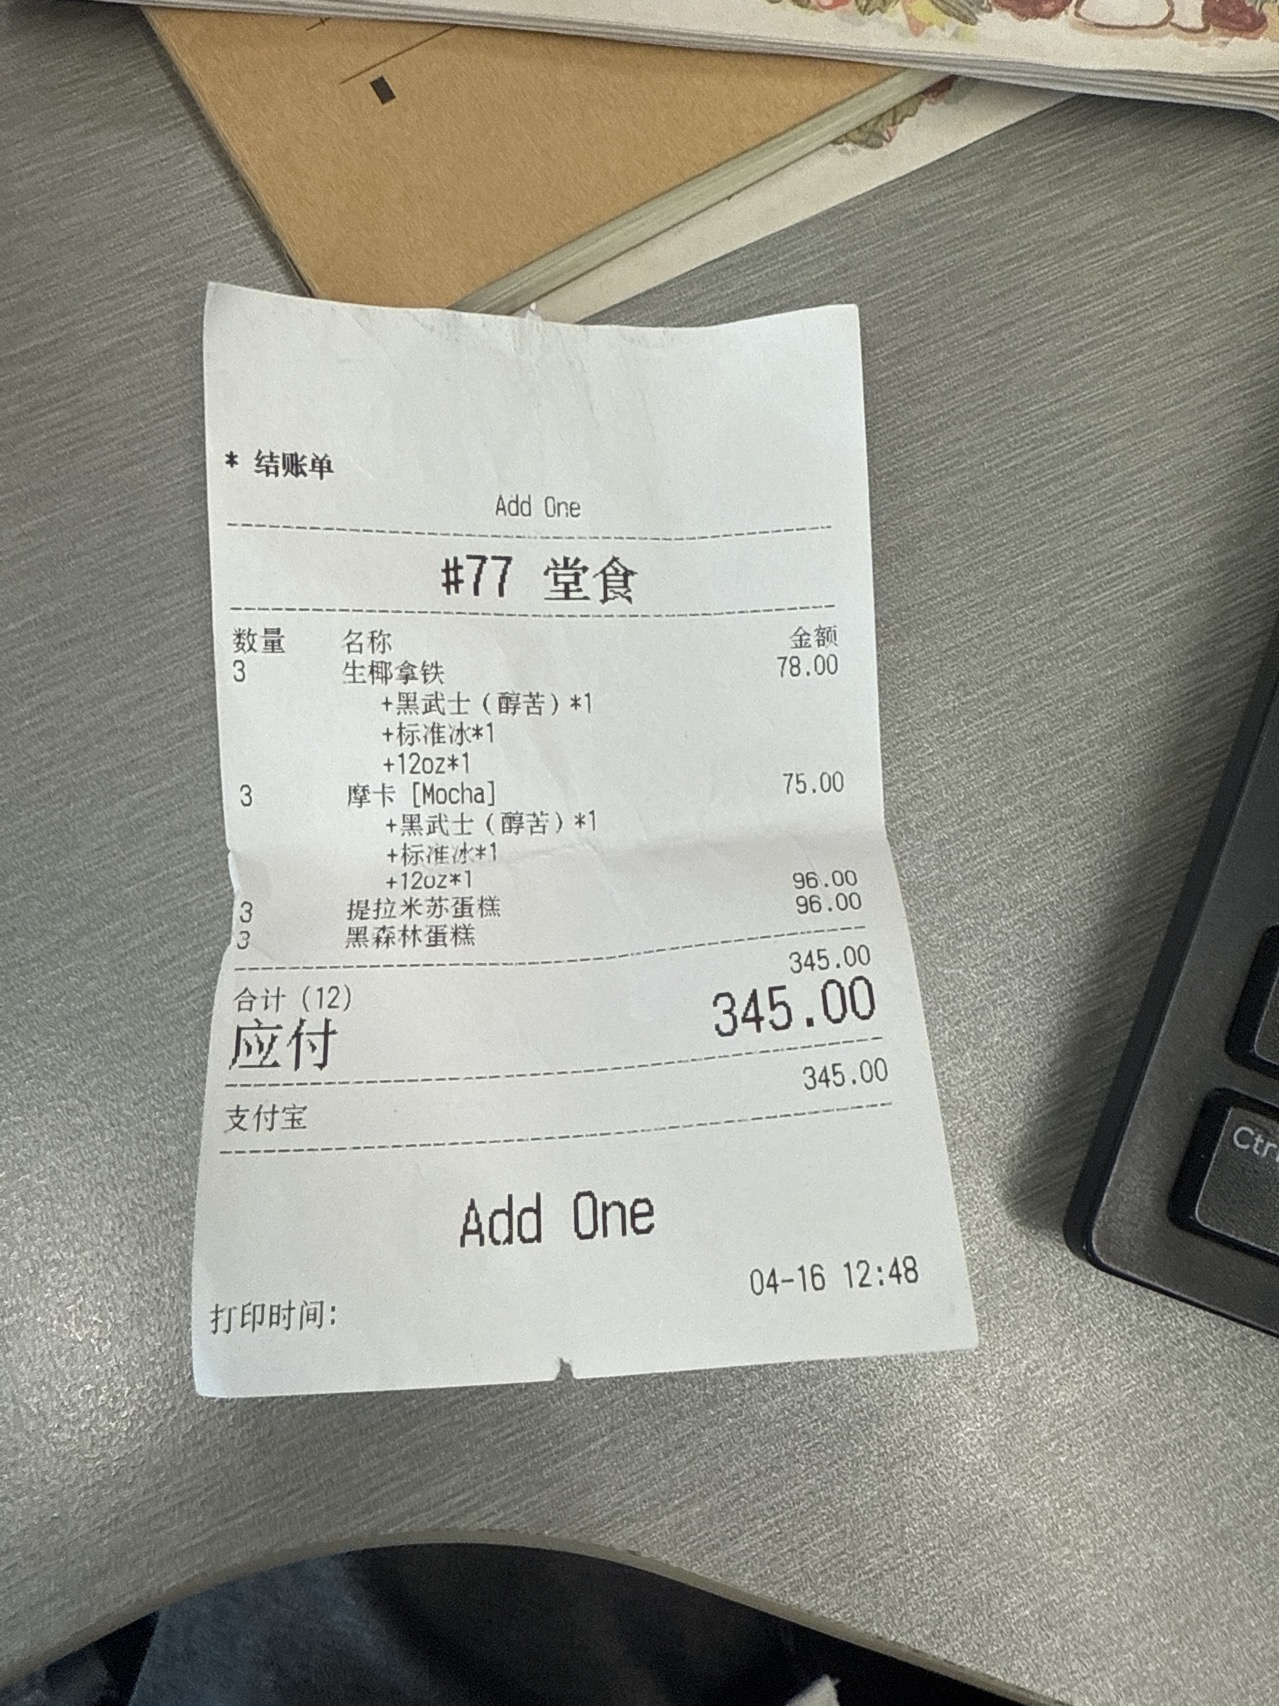 * 结账单
Add One
#77 堂食
数量 名称 金额
3 生椰拿铁 78.00
+黑武士（醇苦）*1
+标准冰*1
+12oz*1
3 摩卡 [Mocha] 75.00
+黑武士（醇苦）*1
+标准冰*1
+12oz*1
3 提拉米苏蛋糕 96.00
3 黑森林蛋糕 96.00
合计（12） 345.00
应付 345.00
支付宝 345.00
Add One
打印时间: 04-16 12:48
Ctrl